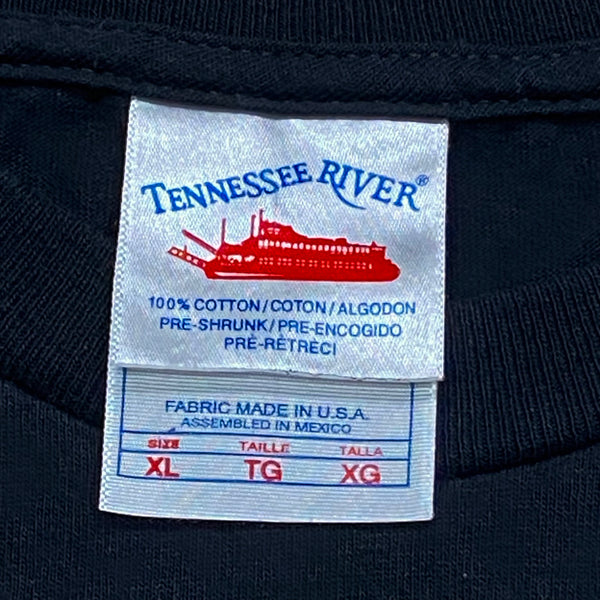 TENNESSEE RIVER®
100% COTTON/COTON/ALGODON
PRE-SHRUNK/PRE-ENCOGIDO
PRÉ-RÉTRÉCI
FABRIC MADE IN U.S.A.
ASSEMBLED IN MEXICO
SIZE TAILLE TALLA
XL TG XG